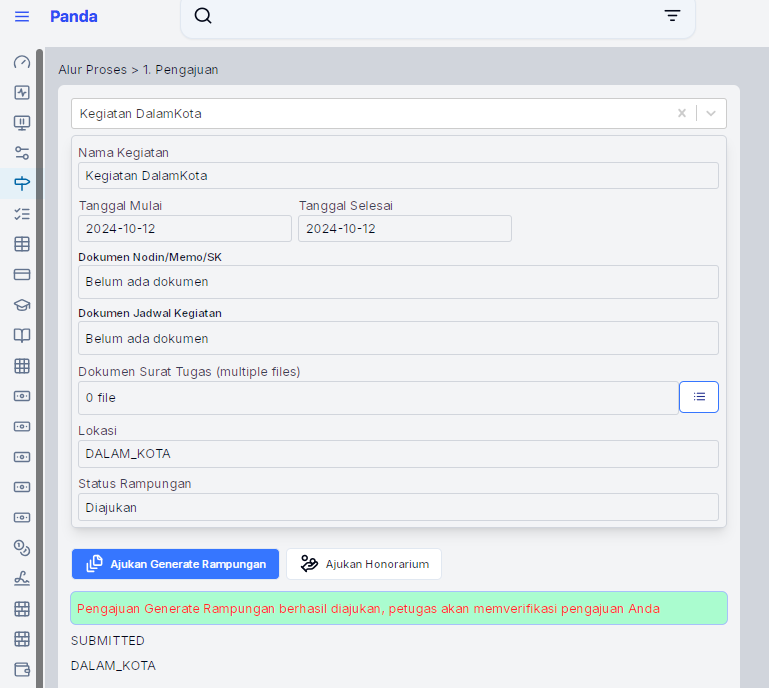 Panda
Alur Proses > 1. Pengajuan
Kegiatan DalamKota
Nama Kegiatan
Kegiatan DalamKota
Tanggal Mulai Tanggal Selesai
2024-10-12 2024-10-12
Dokumen Nodin/Memo/SK
Belum ada dokumen
Dokumen Jadwal Kegiatan
Belum ada dokumen
Dokumen Surat Tugas (multiple files)
0 file
Lokasi
DALAM_KOTA
Status Rampungan
Diajukan
Ajukan Generate Rampungan Ajukan Honorarium
Pengajuan Generate Rampungan berhasil diajukan, petugas akan memverifikasi pengajuan Anda
SUBMITTED
DALAM_KOTA